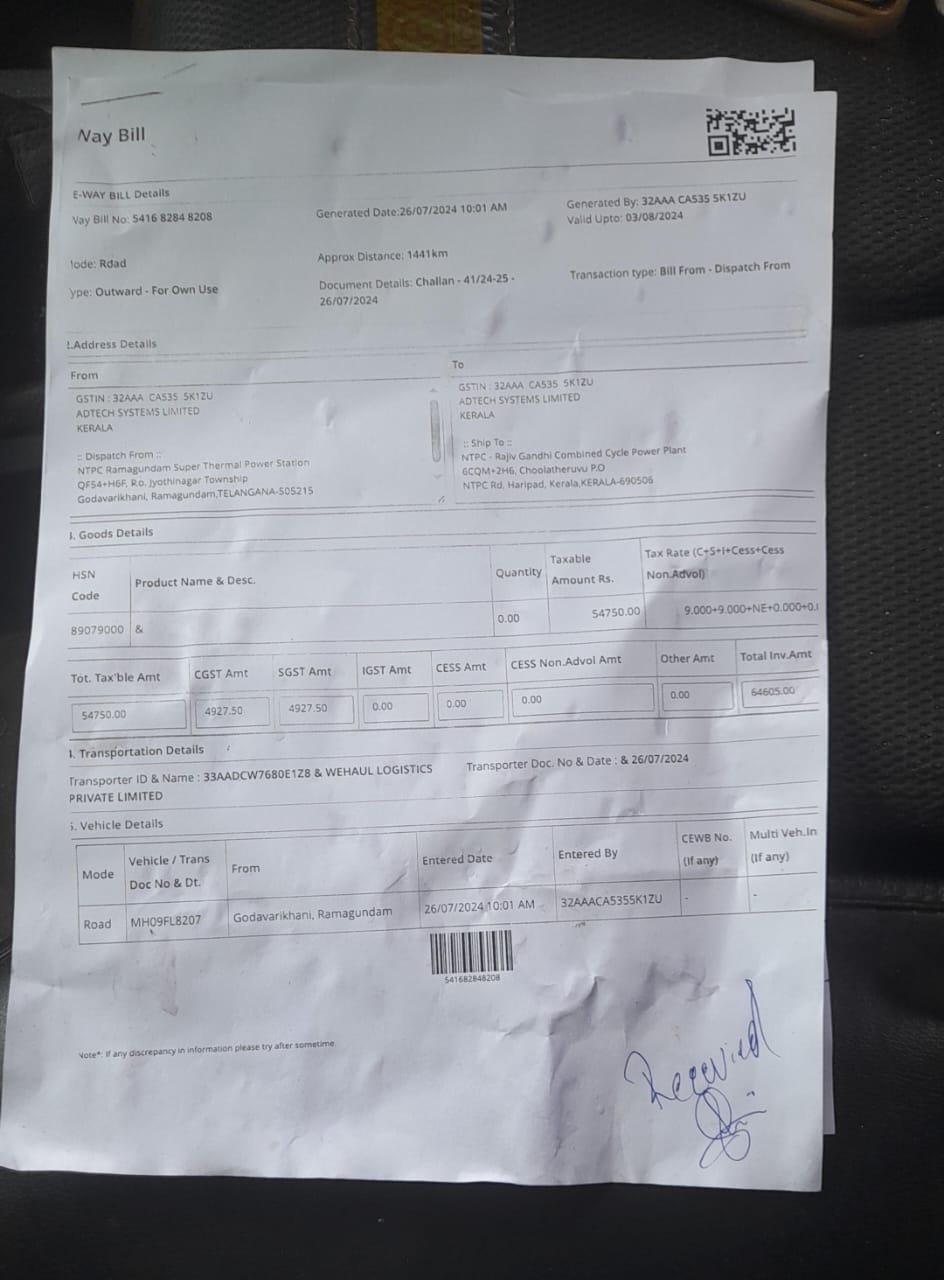 Way Bill
E-WAY BILL Details
Way Bill No: 5416 8284 8208
Generated Date:26/07/2024 10:01 AM
Generated By: 32AAA CA535 5K1ZU
Valid Upto: 03/08/2024
Mode: Road
Approx Distance: 1441km
ype: Outward - For Own Use
Document Details: Challan - 41/24-25 -
26/07/2024
Transaction type: Bill From - Dispatch From
.Address Details
From
GSTIN : 32AAA CA535 5K1ZU
ADTECH SYSTEMS LIMITED
KERALA
:: Dispatch From ::
NTPC Ramagundam Super Thermal Power Station
QF54+H6F, P.o. Jyothinagar Township
Godavarikhani, Ramagundam,TELANGANA-505215
To
GSTIN : 32AAA CA535 5K1ZU
ADTECH SYSTEMS LIMITED
KERALA
:: Ship To ::
NTPC - Rajiv Gandhi Combined Cycle Power Plant
6CQM+2H6, Choolatheruvu P.O
NTPC Rd, Haripad, Kerala,KERALA-690506
. Goods Details
HSN Code
Product Name & Desc.
Quantity
Taxable Amount Rs.
Tax Rate (C+S+I+Cess+Cess Non.Advol)
89079000
&
0.00
54750.00
9.000+9.000+NE+0.000+0.
Tot. Tax'ble Amt
CGST Amt
SGST Amt
IGST Amt
CESS Amt
CESS Non.Advol Amt
Other Amt
Total Inv.Amt
54750.00
4927.50
4927.50
0.00
0.00
0.00
0.00
64605.00
. Transportation Details
Transporter ID & Name : 33AADCW7680E1Z8 & WEHAUL LOGISTICS
PRIVATE LIMITED
Transporter Doc. No & Date : & 26/07/2024
. Vehicle Details
Mode
Vehicle / Trans
Doc No & Dt.
From
Entered Date
Entered By
CEWB No.
(If any)
Multi Veh.In
(If any)
Road
MH09FL8207
Godavarikhani, Ramagundam
26/07/2024 10:01 AM
32AAACA5355K1ZU
-
-
541682848208
Note*: If any discrepancy in information please try after sometime.
Received